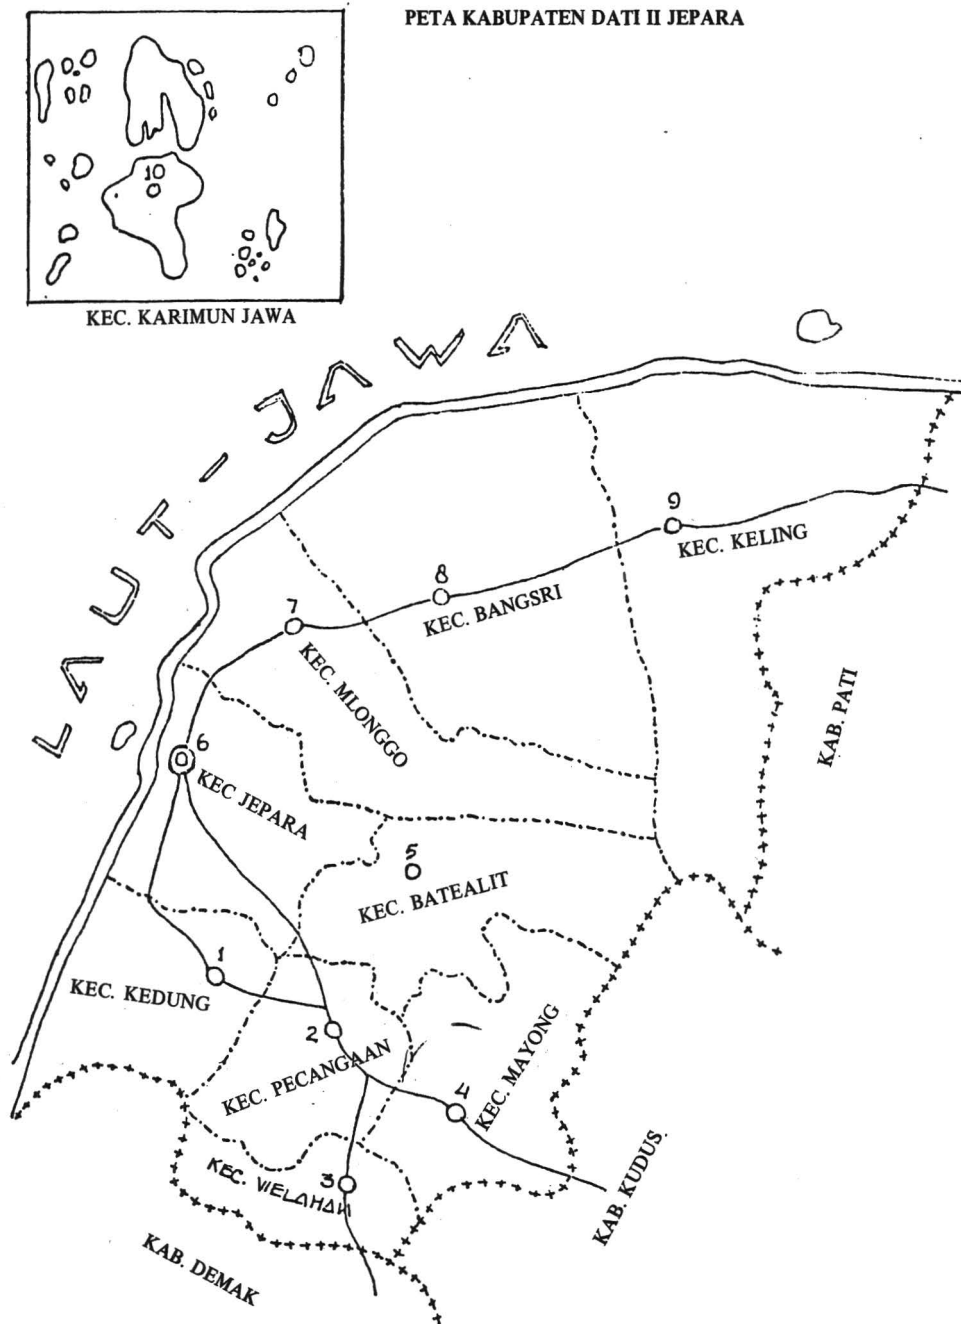 PETA KABUPATEN DATI II JEPARA
10
KEC. KARIMUN JAWA
LAUT-JAWA
9
KEC. KELING
8
KEC. BANGSRI
7
KEC. MLONGGO
KAB. PATI
6
KEC JEPARA
5
KEC. BATEALIT
1
KEC. KEDUNG
2
KEC. PECANGAAN
4
KEC. MAYONG
3
KEC. WELAHAN
KAB. KUDUS
KAB. DEMAK